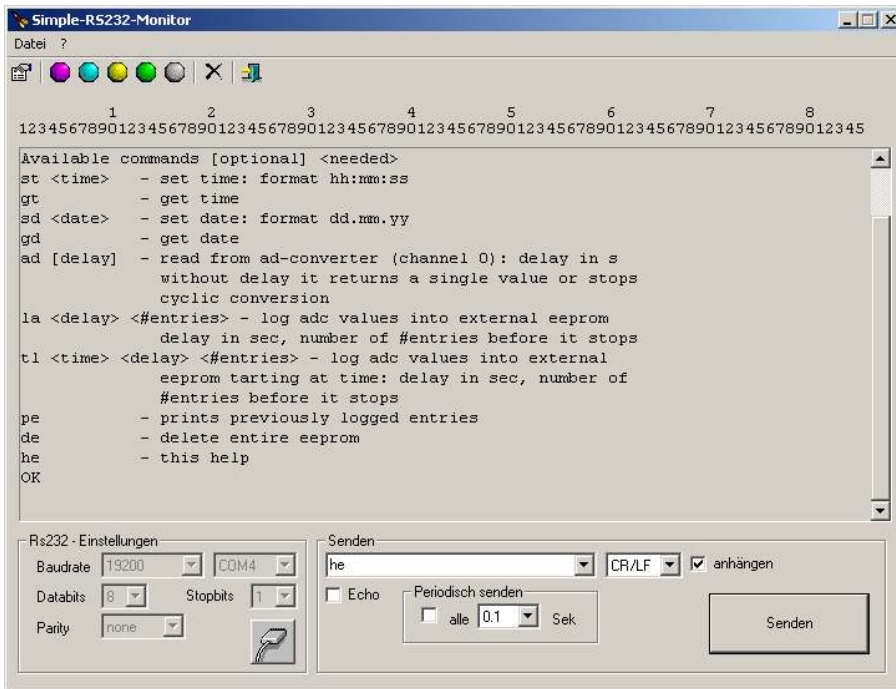 Simple-RS232-Monitor
Datei ?
1 2 3 4 5 6 7 8
1234567890123456789012345678901234567890123456789012345678901234567890123456789012345
Available commands [optional] <needed>
st <time> - set time: format hh:mm:ss
gt - get time
sd <date> - set date: format dd.mm.yy
gd - get date
ad [delay] - read from ad-converter (channel 0): delay in s
without delay it returns a single value or stops
cyclic conversion
la <delay> <#entries> - log adc values into external eeprom
delay in sec, number of #entries before it stops
tl <time> <delay> <#entries> - log adc values into external
eeprom tarting at time: delay in sec, number of
#entries before it stops
pe - prints previously logged entries
de - delete entire eeprom
he - this help
OK
Rs232 - Einstellungen
Baudrate 19200 COM4
Databits 8 Stopbits 1
Parity none
Senden
he CR/LF anhängen
Echo Periodisch senden
alle 0.1 Sek
Senden